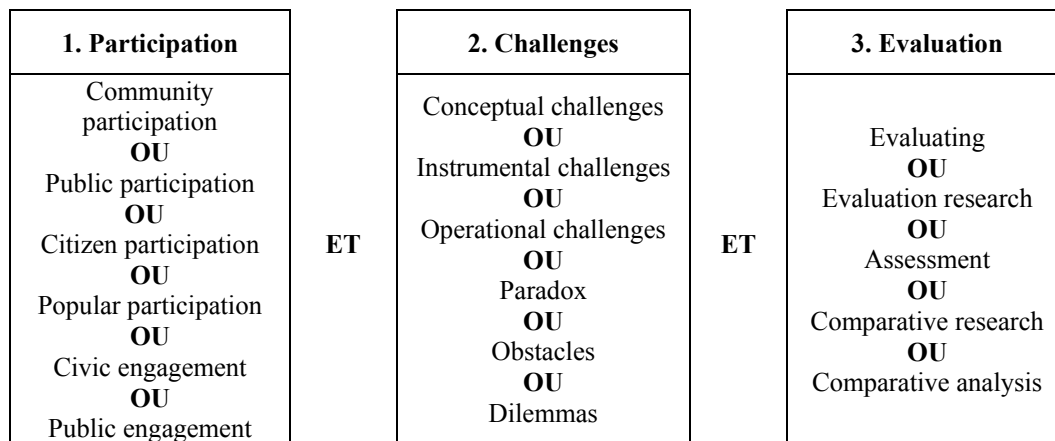 1. Participation
Community
participation
OU
Public participation
OU
Citizen participation
OU
Popular participation
OU
Civic engagement
OU
Public engagement
ET
2. Challenges
Conceptual challenges
OU
Instrumental challenges
OU
Operational challenges
OU
Paradox
OU
Obstacles
OU
Dilemmas
ET
3. Evaluation
Evaluating
OU
Evaluation research
OU
Assessment
OU
Comparative research
OU
Comparative analysis